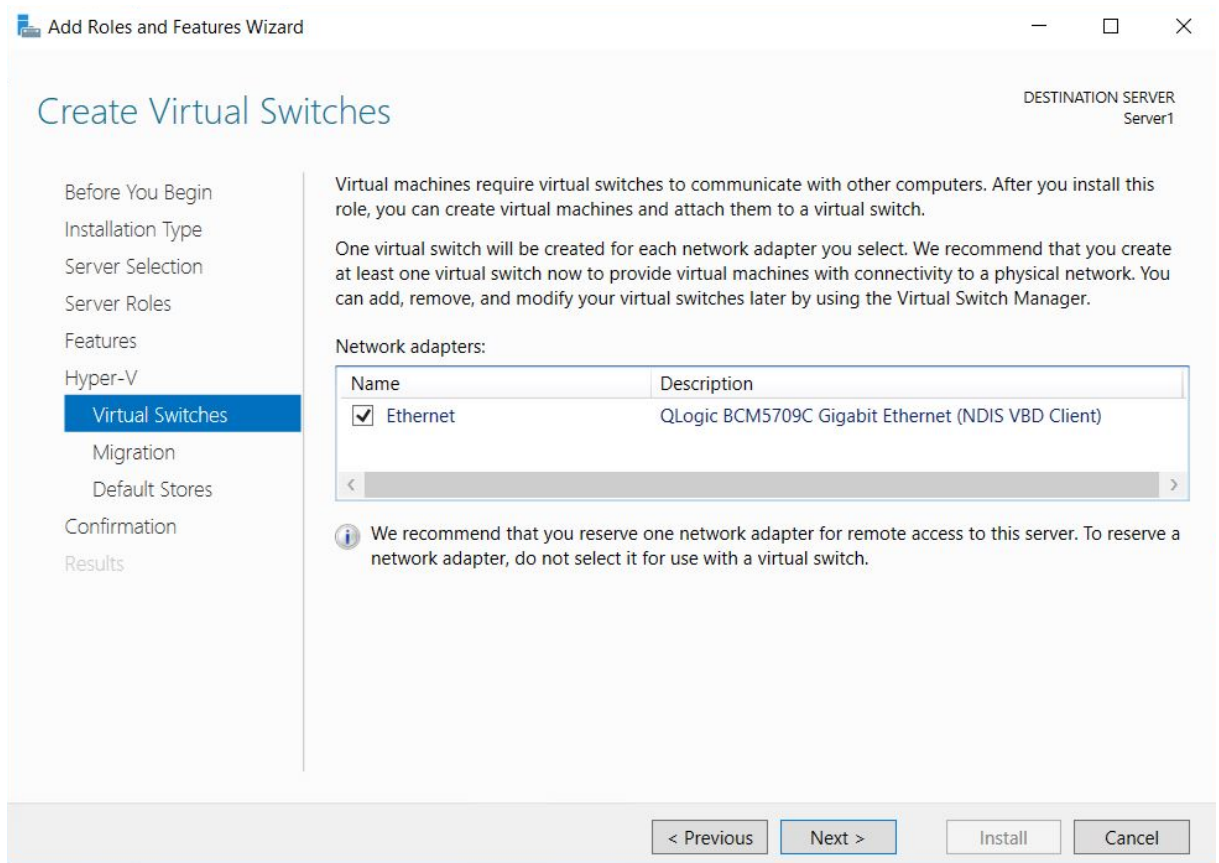 Add Roles and Features Wizard
Create Virtual Switches
DESTINATION SERVER
Server1
Before You Begin
Installation Type
Server Selection
Server Roles
Features
Hyper-V
Virtual Switches
Migration
Default Stores
Confirmation
Results
Virtual machines require virtual switches to communicate with other computers. After you install this
role, you can create virtual machines and attach them to a virtual switch.
One virtual switch will be created for each network adapter you select. We recommend that you create
at least one virtual switch now to provide virtual machines with connectivity to a physical network. You
can add, remove, and modify your virtual switches later by using the Virtual Switch Manager.
Network adapters:
Name Description
Ethernet QLogic BCM5709C Gigabit Ethernet (NDIS VBD Client)
We recommend that you reserve one network adapter for remote access to this server. To reserve a
network adapter, do not select it for use with a virtual switch.
< Previous Next > Install Cancel